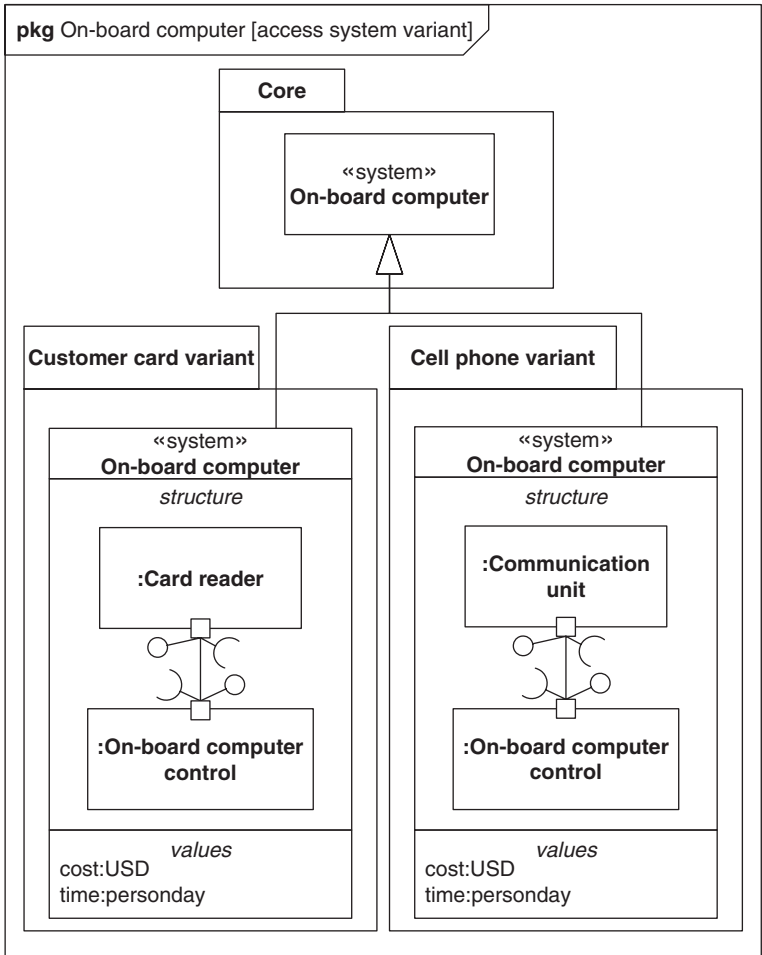 pkg On-board computer [access system variant]
Core
«system»
On-board computer
Customer card variant
«system»
On-board computer
structure
:Card reader
:On-board computer
control
values
cost:USD
time:personday
Cell phone variant
«system»
On-board computer
structure
:Communication
unit
:On-board computer
control
values
cost:USD
time:personday